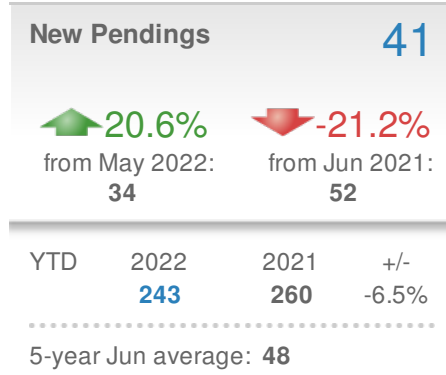 New Pendings 41
20.6% -21.2%
from May 2022: from Jun 2021:
34 52
YTD 2022 2021 +/-
243 260 -6.5%
5-year Jun average: 48